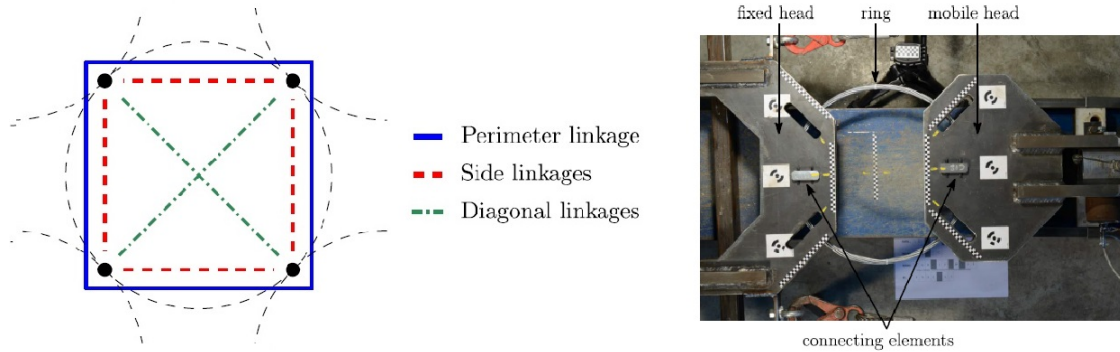 Perimeter linkage
Side linkages
Diagonal linkages
fixed head
ring
mobile head
connecting elements